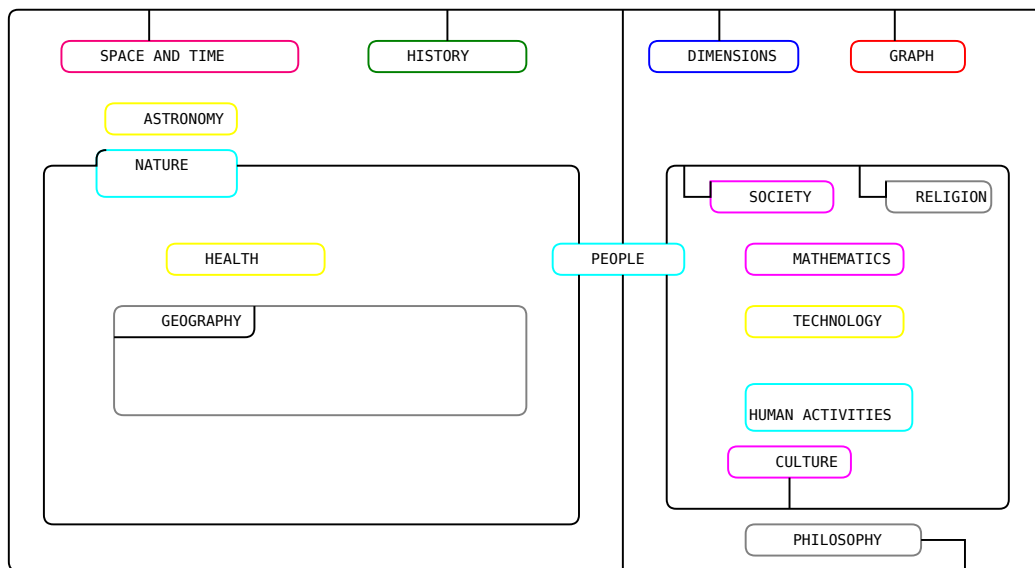 SPACE AND TIME
HISTORY
DIMENSIONS
GRAPH
ASTRONOMY
NATURE
SOCIETY
RELIGION
HEALTH
PEOPLE
MATHEMATICS
GEOGRAPHY
TECHNOLOGY
HUMAN ACTIVITIES
CULTURE
PHILOSOPHY